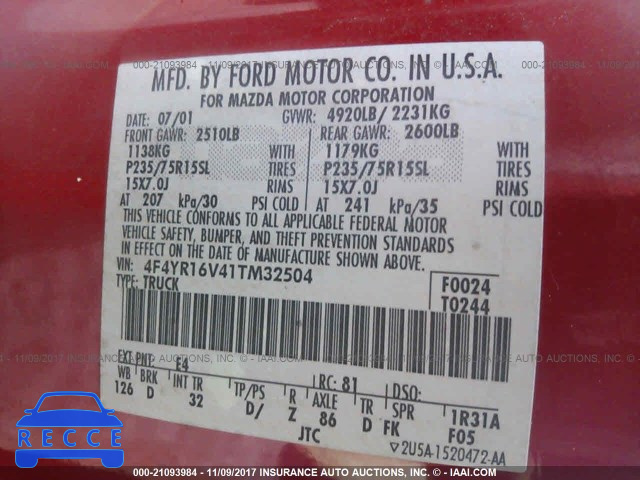 000-21093984 - 11/09/2017 INSURANCE AUTO AUCTIONS, INC. - © IAAI.COM
MFD. BY FORD MOTOR CO. IN U.S.A.
FOR MAZDA MOTOR CORPORATION
DATE: 07/01 GVWR: 4920LB/ 2231KG
FRONT GAWR: 2510LB REAR GAWR: 2600LB
1138KG WITH 1179KG WITH
P235/75R15SL TIRES P235/75R15SL TIRES
15X7.0J RIMS 15X7.0J RIMS
AT 207 kPa/30 PSI COLD AT 241 kPa/35 PSI COLD
THIS VEHICLE CONFORMS TO ALL APPLICABLE FEDERAL MOTOR
VEHICLE SAFETY, BUMPER, AND THEFT PREVENTION STANDARDS
IN EFFECT ON THE DATE OF MANUFACTURE SHOWN ABOVE.
VIN: 4F4YR16V41TM32504 F0024
TYPE: TRUCK T0244
EXT PNT: E4 RC: 81 DSO:
WB BRK INT TR TP/PS R AXLE TR SPR 1R31A
126 D 32 D/ Z 86 D FK F05
JTC ▽2U5A-1520472-AA
RECCE
000-21093984 - 11/09/2017 INSURANCE AUTO AUCTIONS, INC. - © IAAI.COM